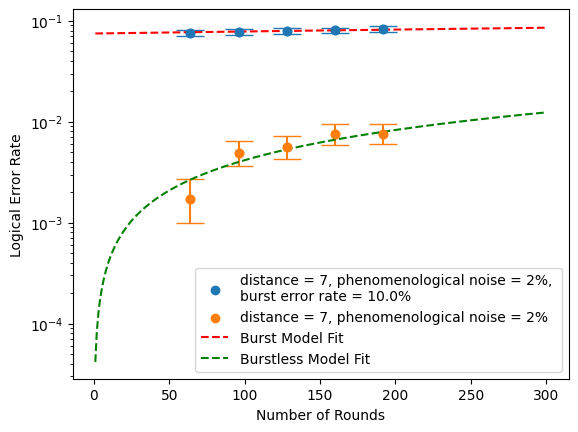 10⁻¹
10⁻²
10⁻³
10⁻⁴
Logical Error Rate
distance = 7, phenomenological noise = 2%,
burst error rate = 10.0%
distance = 7, phenomenological noise = 2%
Burst Model Fit
Burstless Model Fit
0 50 100 150 200 250 300
Number of Rounds